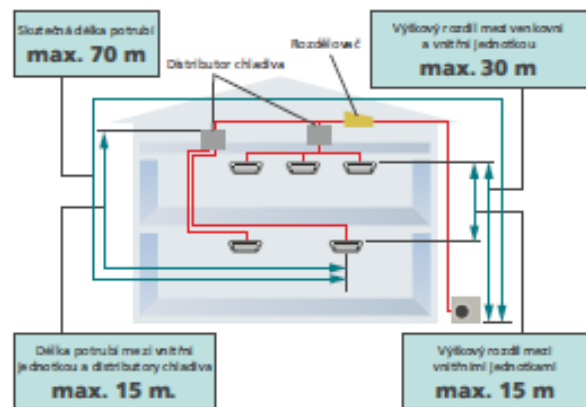 Skutečná délka potrubí
max. 70 m
Distributor chladiva
Rozdělovač
Výškový rozdíl mezi venkovní
a vnitřní jednotkou
max. 30 m
Délka potrubí mezi vnitřní
jednotkou a distributory chladiva
max. 15 m.
Výškový rozdíl mezi
vnitřními jednotkami
max. 15 m